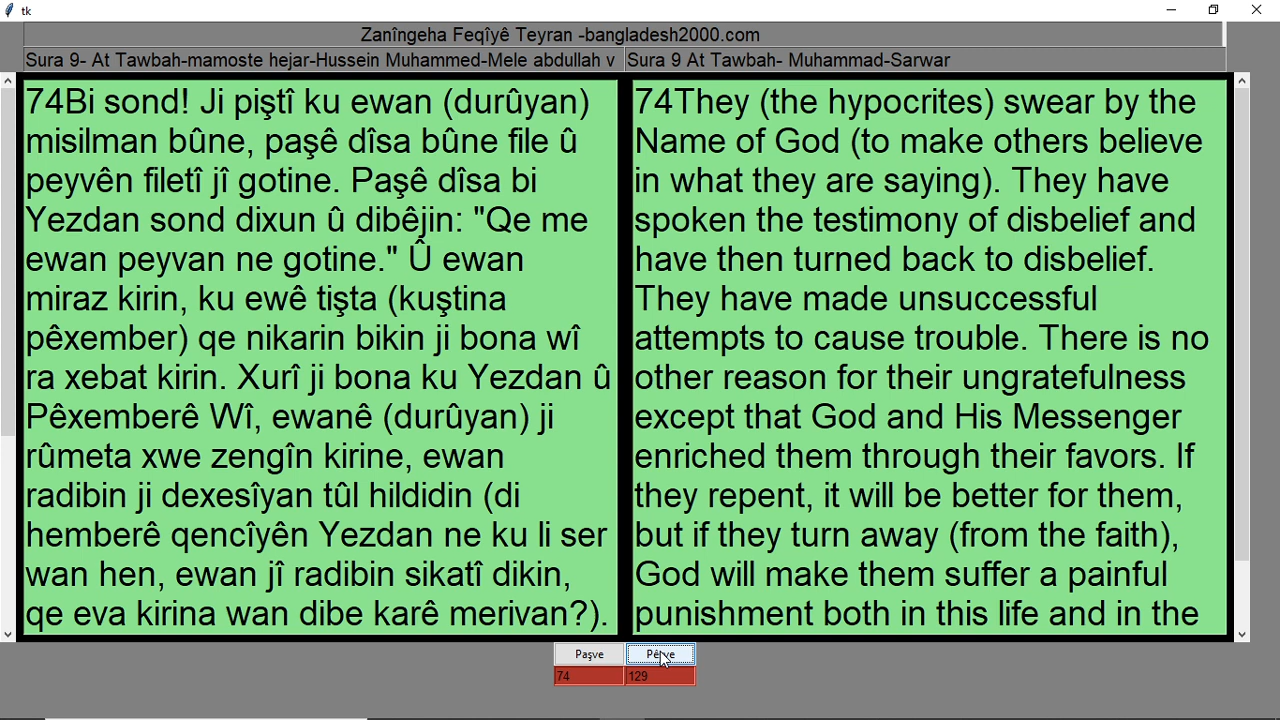 tk
Zanîngeha Feqîyê Teyran -bangladesh2000.com
Sura 9- At Tawbah-mamoste hejar-Hussein Muhammed-Mele abdullah v
Sura 9 At Tawbah- Muhammad-Sarwar
74Bi sond! Ji piştî ku ewan (durûyan)
misilman bûne, paşê dîsa bûne file û
peyvên filetî jî gotine. Paşê dîsa bi
Yezdan sond dixun û dibêjin: "Qe me
ewan peyvan ne gotine." Û ewan
miraz kirin, ku ewê tişta (kuştina
pêxember) qe nikarin bikin ji bona wî
ra xebat kirin. Xurî ji bona ku Yezdan û
Pêxemberê Wî, ewanê (durûyan) ji
rûmeta xwe zengîn kirine, ewan
radibin ji dexesîyan tûl hildidin (di
hemberê qencîyên Yezdan ne ku li ser
wan hen, ewan jî radibin sikatî dikin,
qe eva kirina wan dibe karê merivan?).
74They (the hypocrites) swear by the
Name of God (to make others believe
in what they are saying). They have
spoken the testimony of disbelief and
have then turned back to disbelief.
They have made unsuccessful
attempts to cause trouble. There is no
other reason for their ungratefulness
except that God and His Messenger
enriched them through their favors. If
they repent, it will be better for them,
but if they turn away (from the faith),
God will make them suffer a painful
punishment both in this life and in the
Paşve
74
129